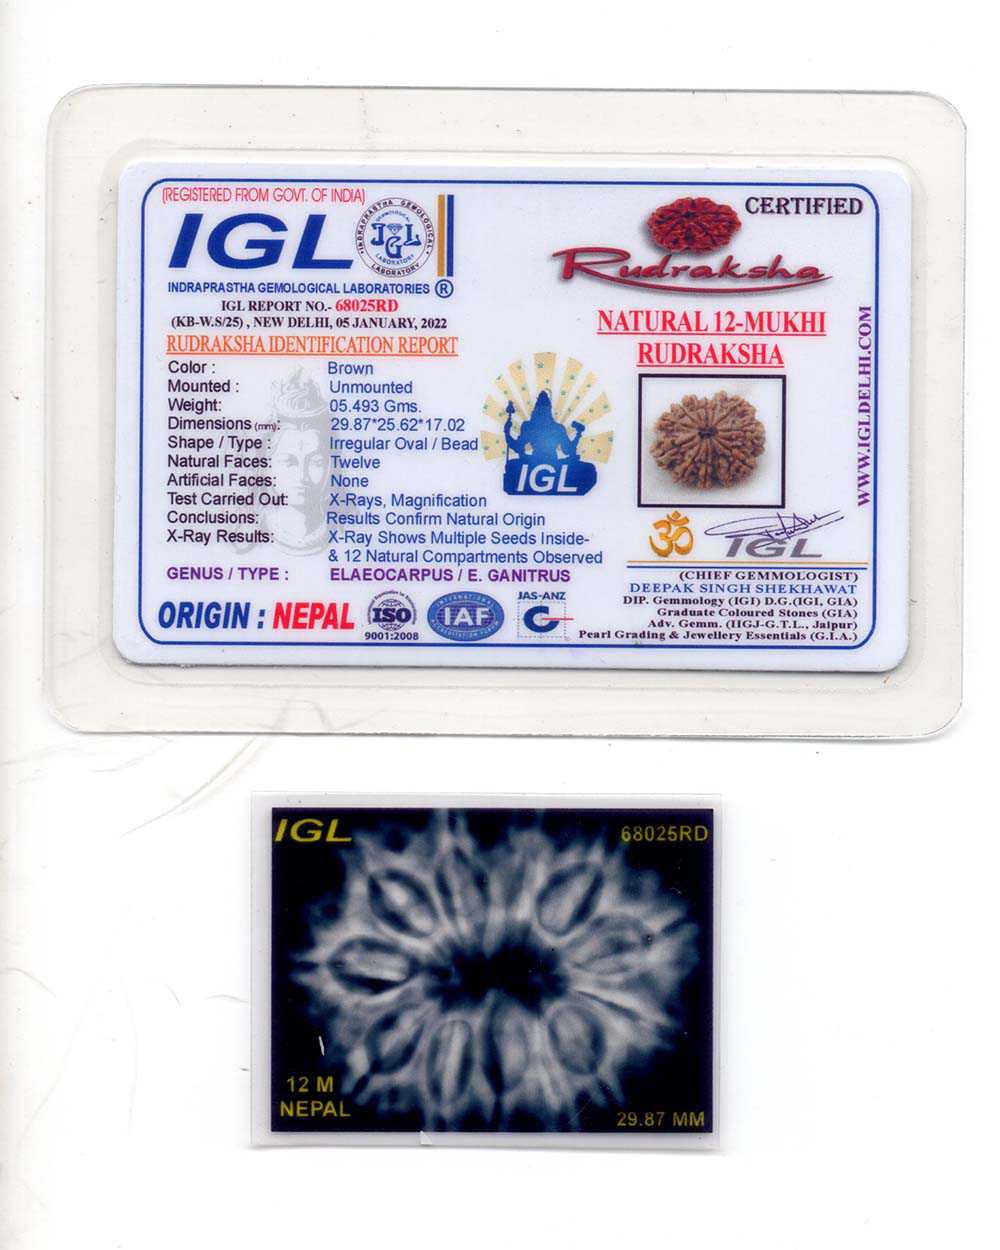 (REGISTERED FROM GOVT. OF INDIA)
IGL
INDRAPRASTHA GEMOLOGICAL LABORATORY
GEMOLOGICAL
IGL
LABORATORY
INDRAPRASTHA GEMOLOGICAL LABORATORIES ®
IGL REPORT NO.- 68025RD
(KB-W.S/25) , NEW DELHI, 05 JANUARY, 2022
RUDRAKSHA IDENTIFICATION REPORT
Color : Brown
Mounted : Unmounted
Weight: 05.493 Gms.
Dimensions (mm): 29.87*25.62*17.02
Shape / Type : Irregular Oval / Bead
Natural Faces: Twelve
Artificial Faces: None
Test Carried Out: X-Rays, Magnification
Conclusions: Results Confirm Natural Origin
X-Ray Results: X-Ray Shows Multiple Seeds Inside-
& 12 Natural Compartments Observed
GENUS / TYPE : ELAEOCARPUS / E. GANITRUS
ORIGIN : NEPAL
ISO
9001:2008
IAF
JAS-ANZ
IGL
CERTIFIED
Rudraksha
NATURAL 12-MUKHI
RUDRAKSHA
WWW.IGLDELHI.COM
ॐ
IGL
(CHIEF GEMMOLOGIST)
DEEPAK SINGH SHEKHAWAT
DIP. Gemmology (IGI) D.G.(IGI, GIA)
Graduate Coloured Stones (GIA)
Adv. Gemm. (IIGJ-G.T.L., Jaipur)
Pearl Grading & Jewellery Essentials (G.I.A.)
IGL
68025RD
12 M
NEPAL
29.87 MM